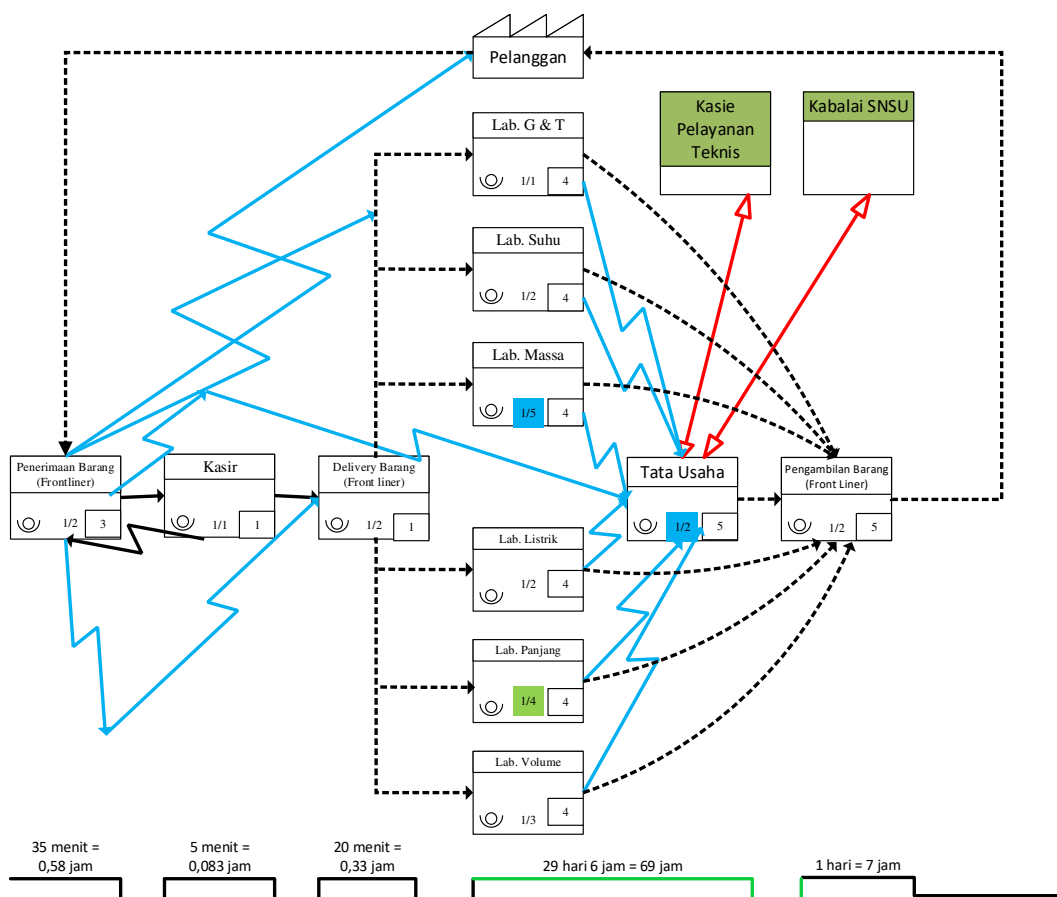 Pelanggan
Kasie
Pelayanan
Teknis
Kabalai SNSU
Lab. G & T
1/1
4
Lab. Suhu
1/2
4
Lab. Massa
1/5
4
Penerimaan Barang
(Frontliner)
1/2
3
Kasir
1/1
1
Delivery Barang
(Front liner)
1/2
1
Tata Usaha
1/2
5
Pengambilan Barang
(Front Liner)
1/2
5
Lab. Listrik
1/2
4
Lab. Panjang
1/4
4
Lab. Volume
1/3
4
35 menit =
0,58 jam
5 menit =
0,083 jam
20 menit =
0,33 jam
29 hari 6 jam = 69 jam
1 hari = 7 jam